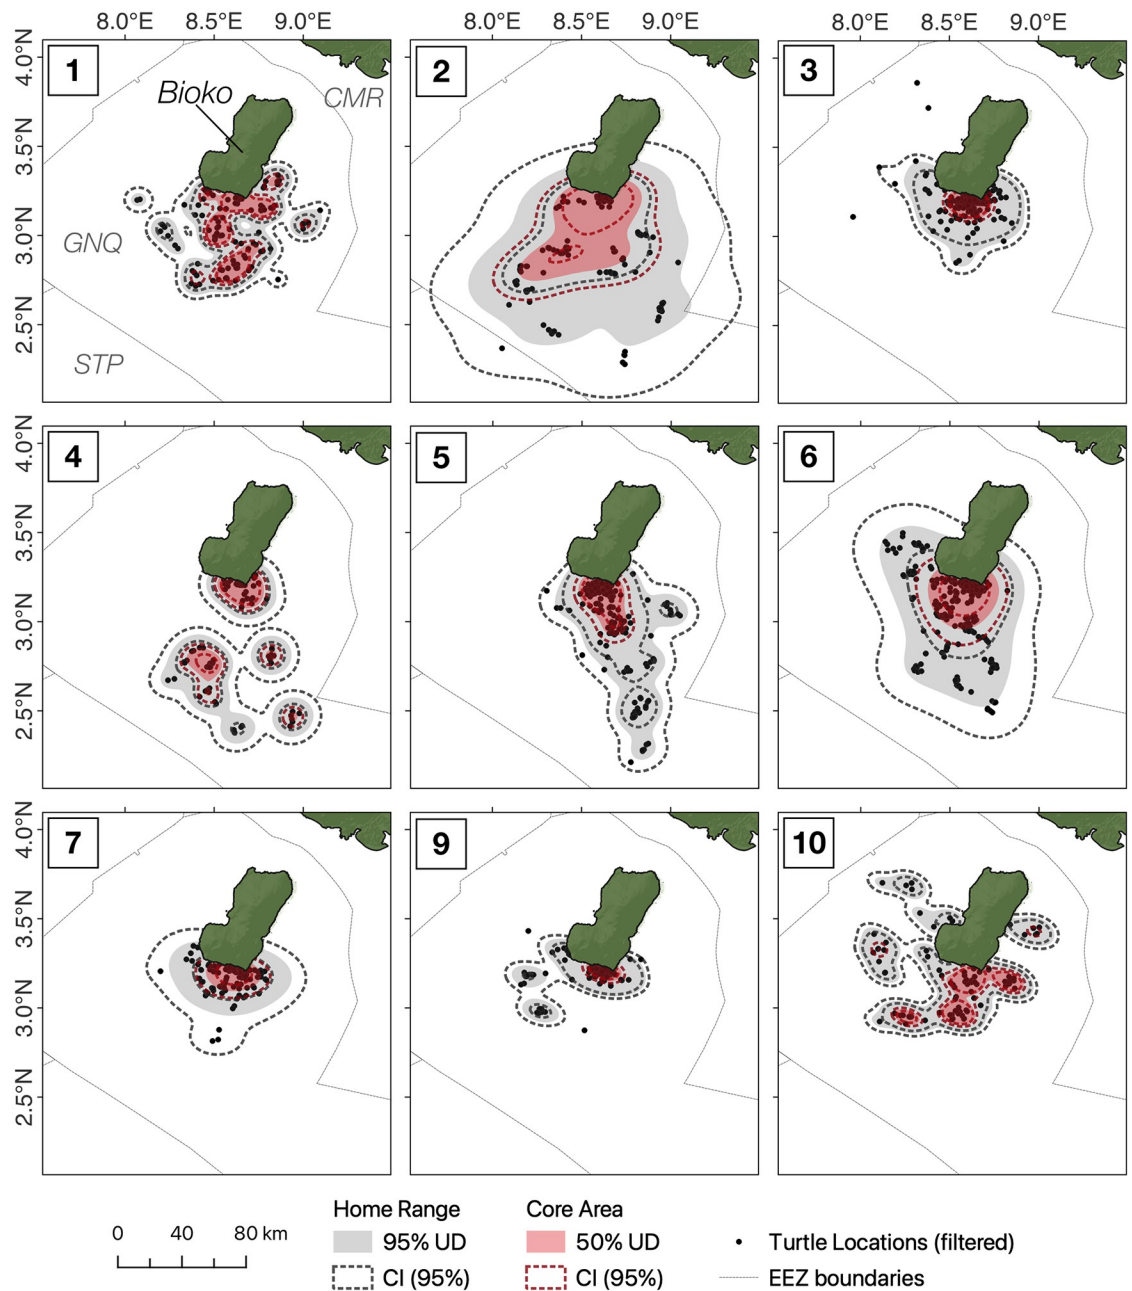 8.0°E 8.5°E 9.0°E 8.0°E 8.5°E 9.0°E 8.0°E 8.5°E 9.0°E
4.0°N
3.5°N
3.0°N
2.5°N
1
Bioko
CMR
GNQ
STP
2
3
4.0°N
3.5°N
3.0°N
2.5°N
4
5
6
4.0°N
3.5°N
3.0°N
2.5°N
7
9
10
Home Range Core Area
0 40 80 km
95% UD 50% UD Turtle Locations (filtered)
CI (95%) CI (95%) EEZ boundaries